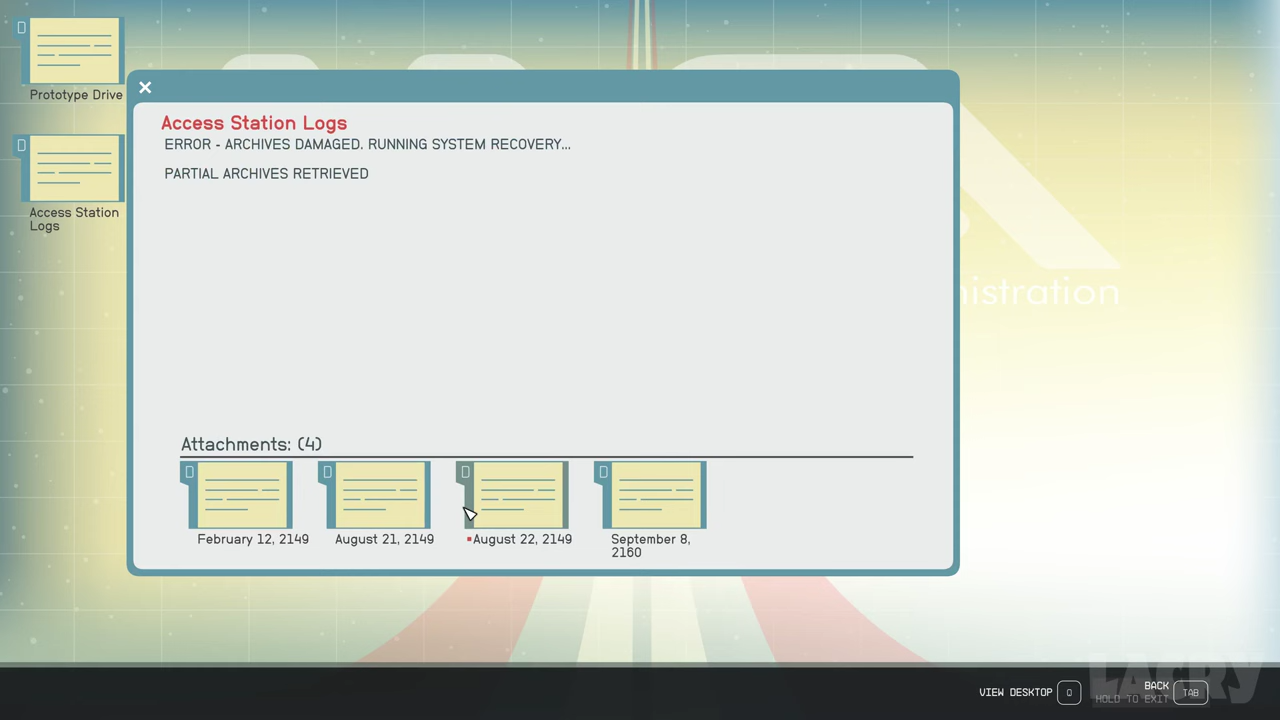 Prototype Drive
Access Station
Logs
Access Station Logs
ERROR - ARCHIVES DAMAGED. RUNNING SYSTEM RECOVERY...
PARTIAL ARCHIVES RETRIEVED
nistration
Attachments: (4)
February 12, 2149
August 21, 2149
August 22, 2149
September 8,
2160
VIEW DESKTOP Q
BACK
HOLD TO EXIT TAB